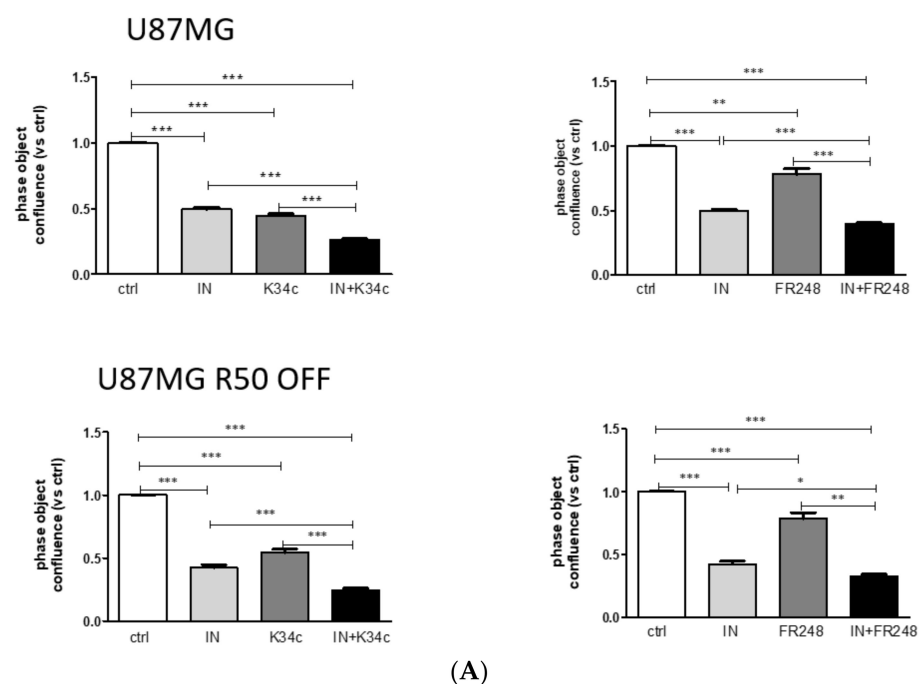 U87MG
phase object
confluence (vs ctrl)
1.5
1.0
0.5
0.0
***
***
***
***
***
ctrl IN K34c IN+K34c
phase object
confluence (vs ctrl)
1.5
1.0
0.5
0.0
***
**
*** ***
***
ctrl IN FR248 IN+FR248
U87MG R50 OFF
phase object
confluence (vs ctrl)
1.5
1.0
0.5
0.0
***
***
***
***
***
ctrl IN K34c IN+K34c
phase object
confluence (vs ctrl)
1.5
1.0
0.5
0.0
***
***
*** *
**
ctrl IN FR248 IN+FR248
(A)